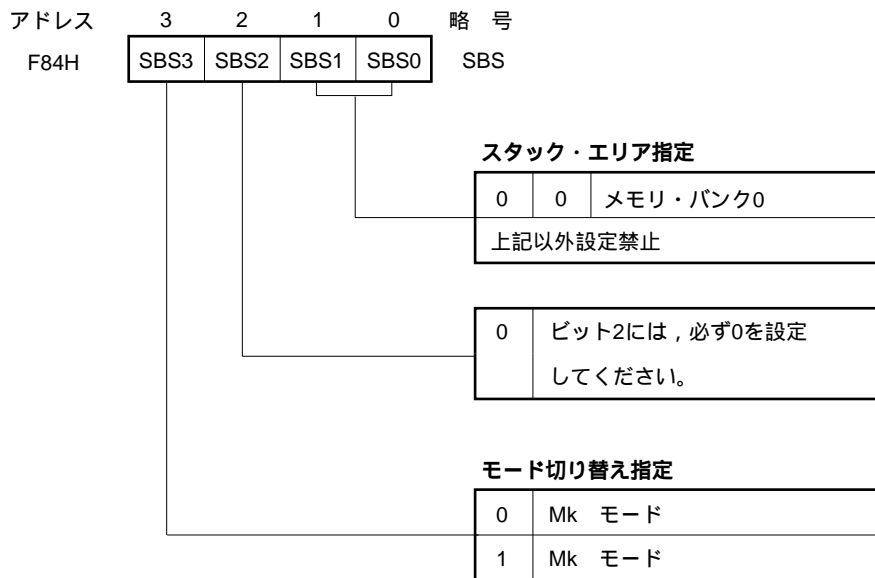 アドレス 3 2 1 0 略 号
F84H SBS3 SBS2 SBS1 SBS0 SBS
スタック・エリア指定
0 0 メモリ・バンク0
上記以外設定禁止
0 ビット2には，必ず0を設定
してください。
モード切り替え指定
0 Mk モード
1 Mk モード